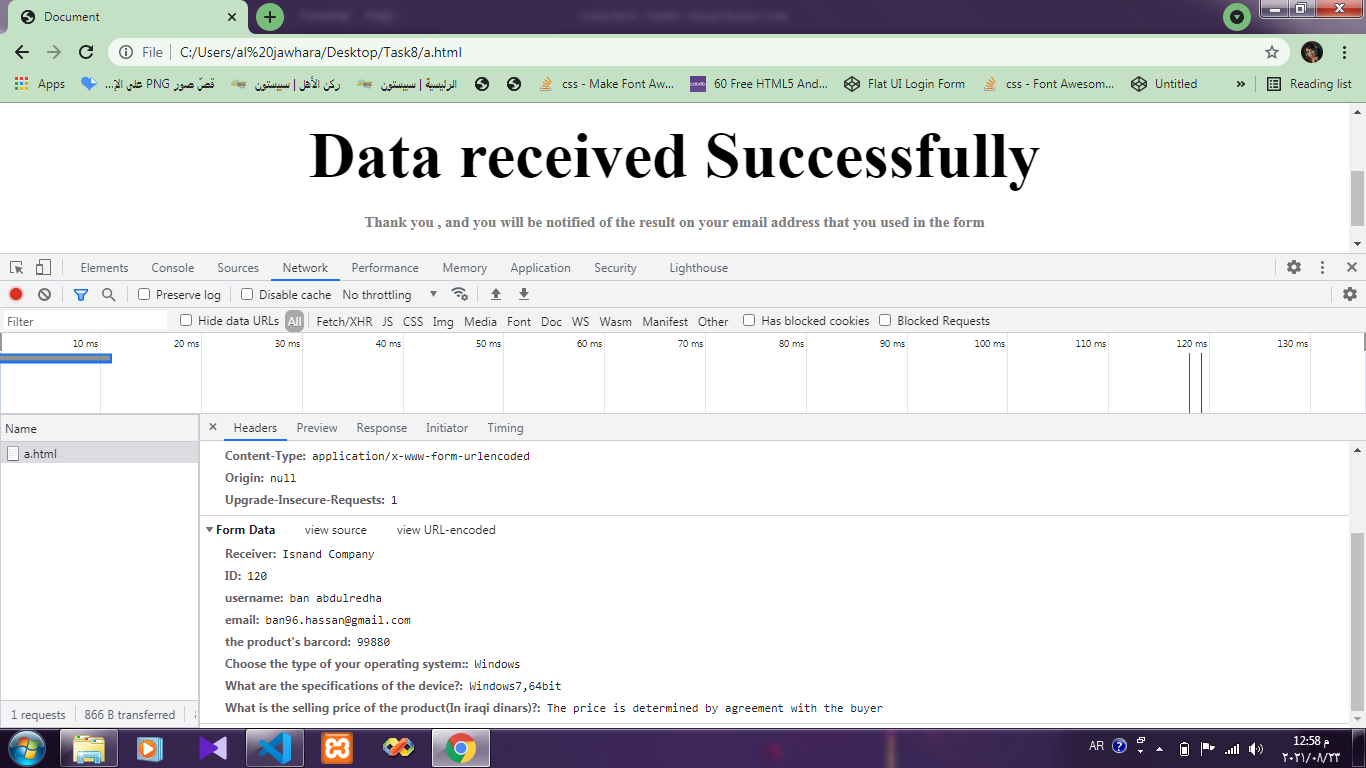 Document
File C:/Users/al%20jawhara/Desktop/Task8/a.html
Apps قصّ صور PNG على الإ... ركن الأهل | سبيستون الرئيسية | سبيستون css - Make Font Aw... 60 Free HTML5 And... Flat UI Login Form css - Font Awesom... Untitled » Reading list
Data received Successfully
Thank you , and you will be notified of the result on your email address that you used in the form
Elements Console Sources Network Performance Memory Application Security Lighthouse
Preserve log Disable cache No throttling
Filter Hide data URLs All Fetch/XHR JS CSS Img Media Font Doc WS Wasm Manifest Other Has blocked cookies Blocked Requests
10 ms 20 ms 30 ms 40 ms 50 ms 60 ms 70 ms 80 ms 90 ms 100 ms 110 ms 120 ms 130 ms
Name Headers Preview Response Initiator Timing
a.html
Content-Type: application/x-www-form-urlencoded
Origin: null
Upgrade-Insecure-Requests: 1
Form Data view source view URL-encoded
Receiver: Isnand Company
ID: 120
username: ban abdulredha
email: ban96.hassan@gmail.com
the product's barcord: 99880
Choose the type of your operating system:: Windows
What are the specifications of the device?: Windows7,64bit
What is the selling price of the product(In iraqi dinars)?: The price is determined by agreement with the buyer
1 requests 866 B transferred
AR 12:58 م
٢٠٢١/٠٨/٢٣